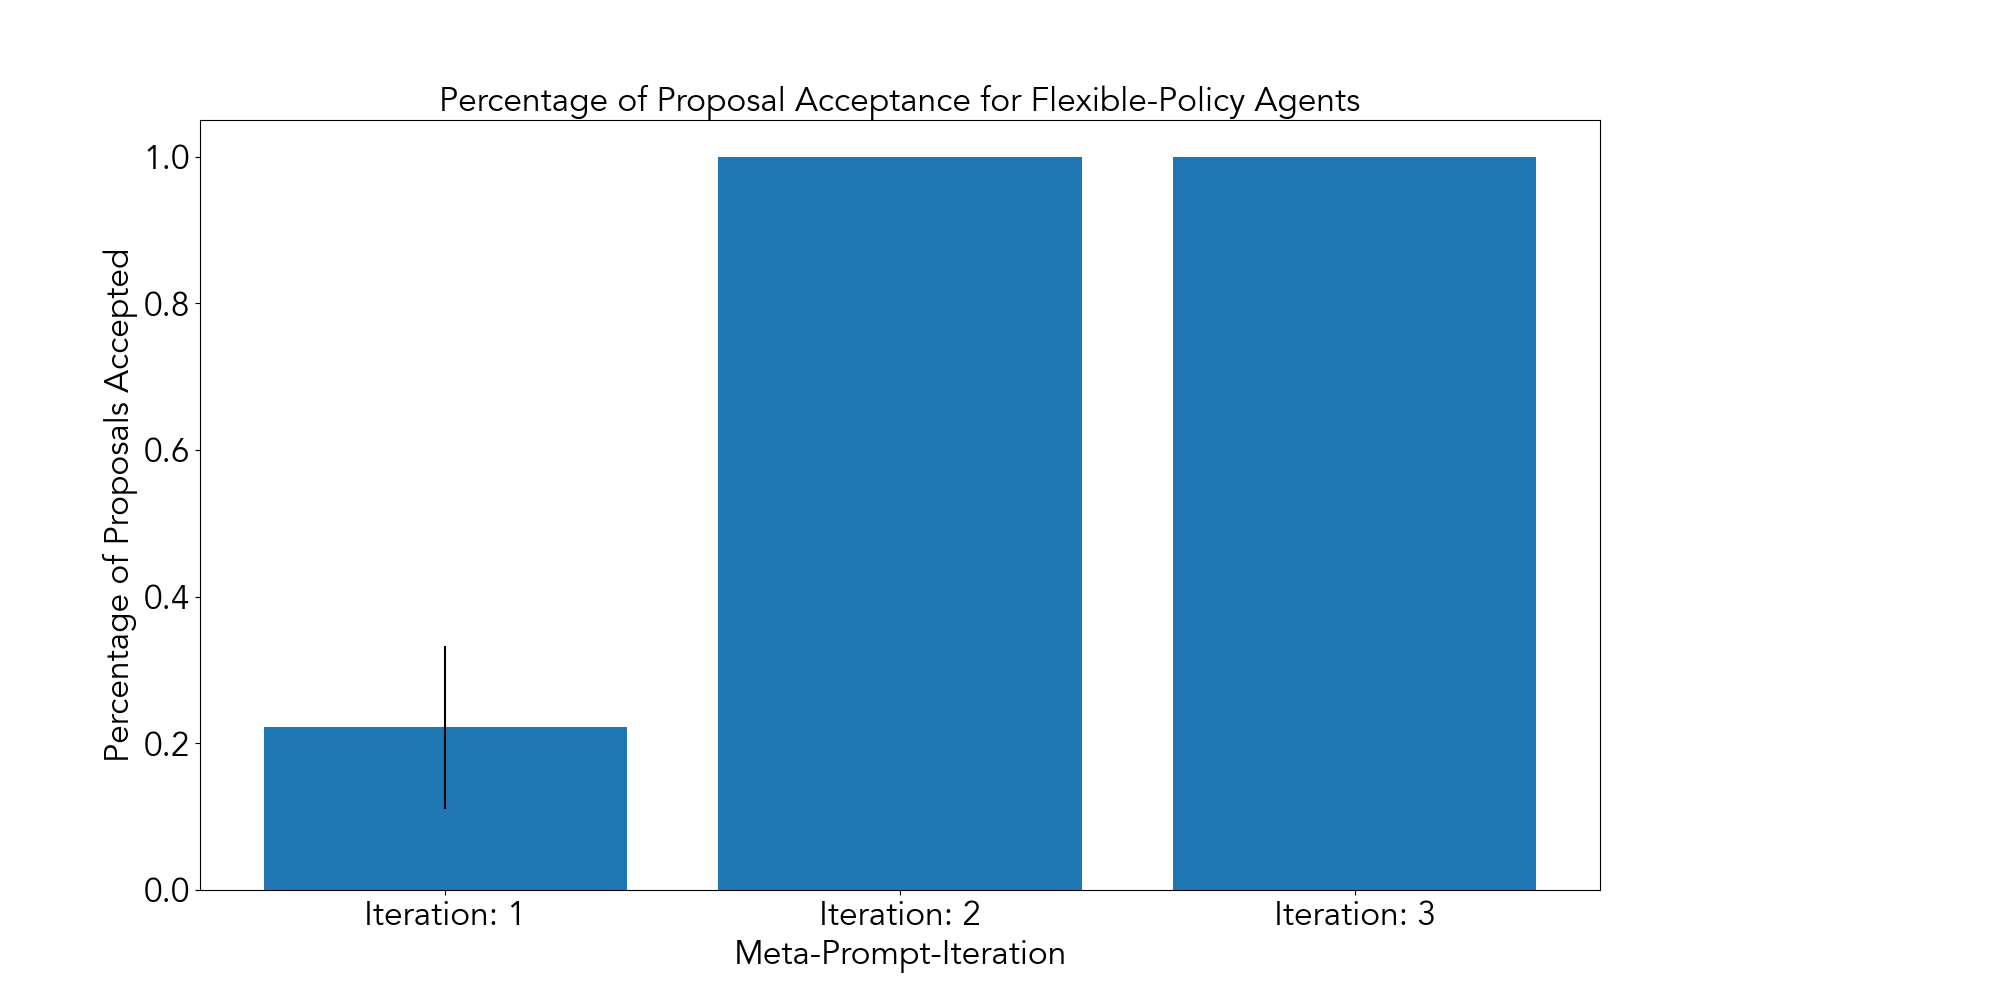 Percentage of Proposal Acceptance for Flexible-Policy Agents
Percentage of Proposals Accepted
1.0
0.8
0.6
0.4
0.2
0.0
Iteration: 1
Iteration: 2
Iteration: 3
Meta-Prompt-Iteration